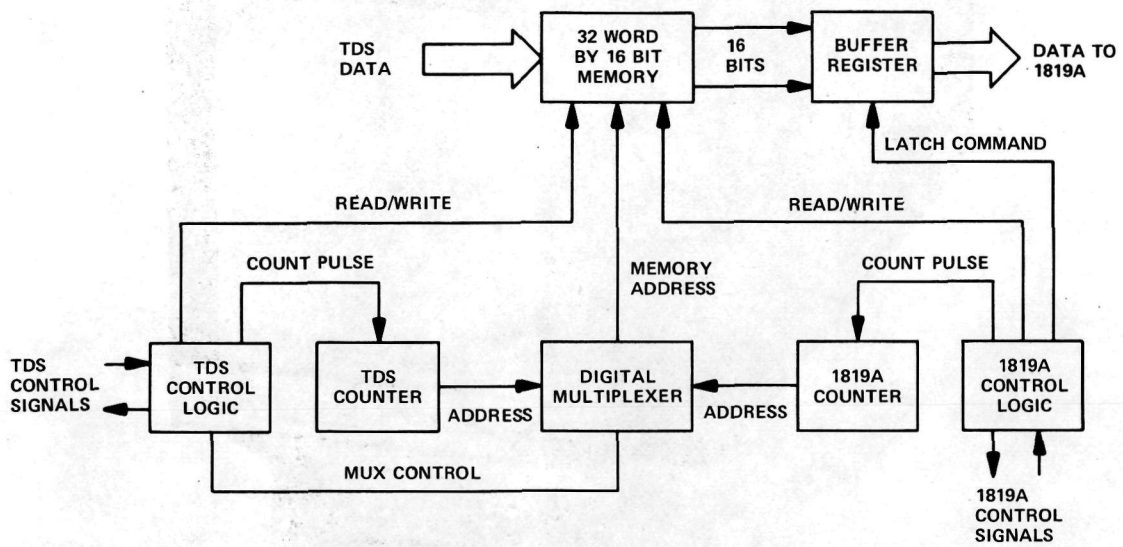 TDS
DATA
32 WORD
BY 16 BIT
MEMORY
16
BITS
BUFFER
REGISTER
DATA TO
1819A
LATCH COMMAND
READ/WRITE
READ/WRITE
COUNT PULSE
MEMORY
ADDRESS
COUNT PULSE
TDS
CONTROL
SIGNALS
TDS
CONTROL
LOGIC
TDS
COUNTER
ADDRESS
DIGITAL
MULTIPLEXER
ADDRESS
1819A
COUNTER
1819A
CONTROL
LOGIC
MUX CONTROL
1819A
CONTROL
SIGNALS